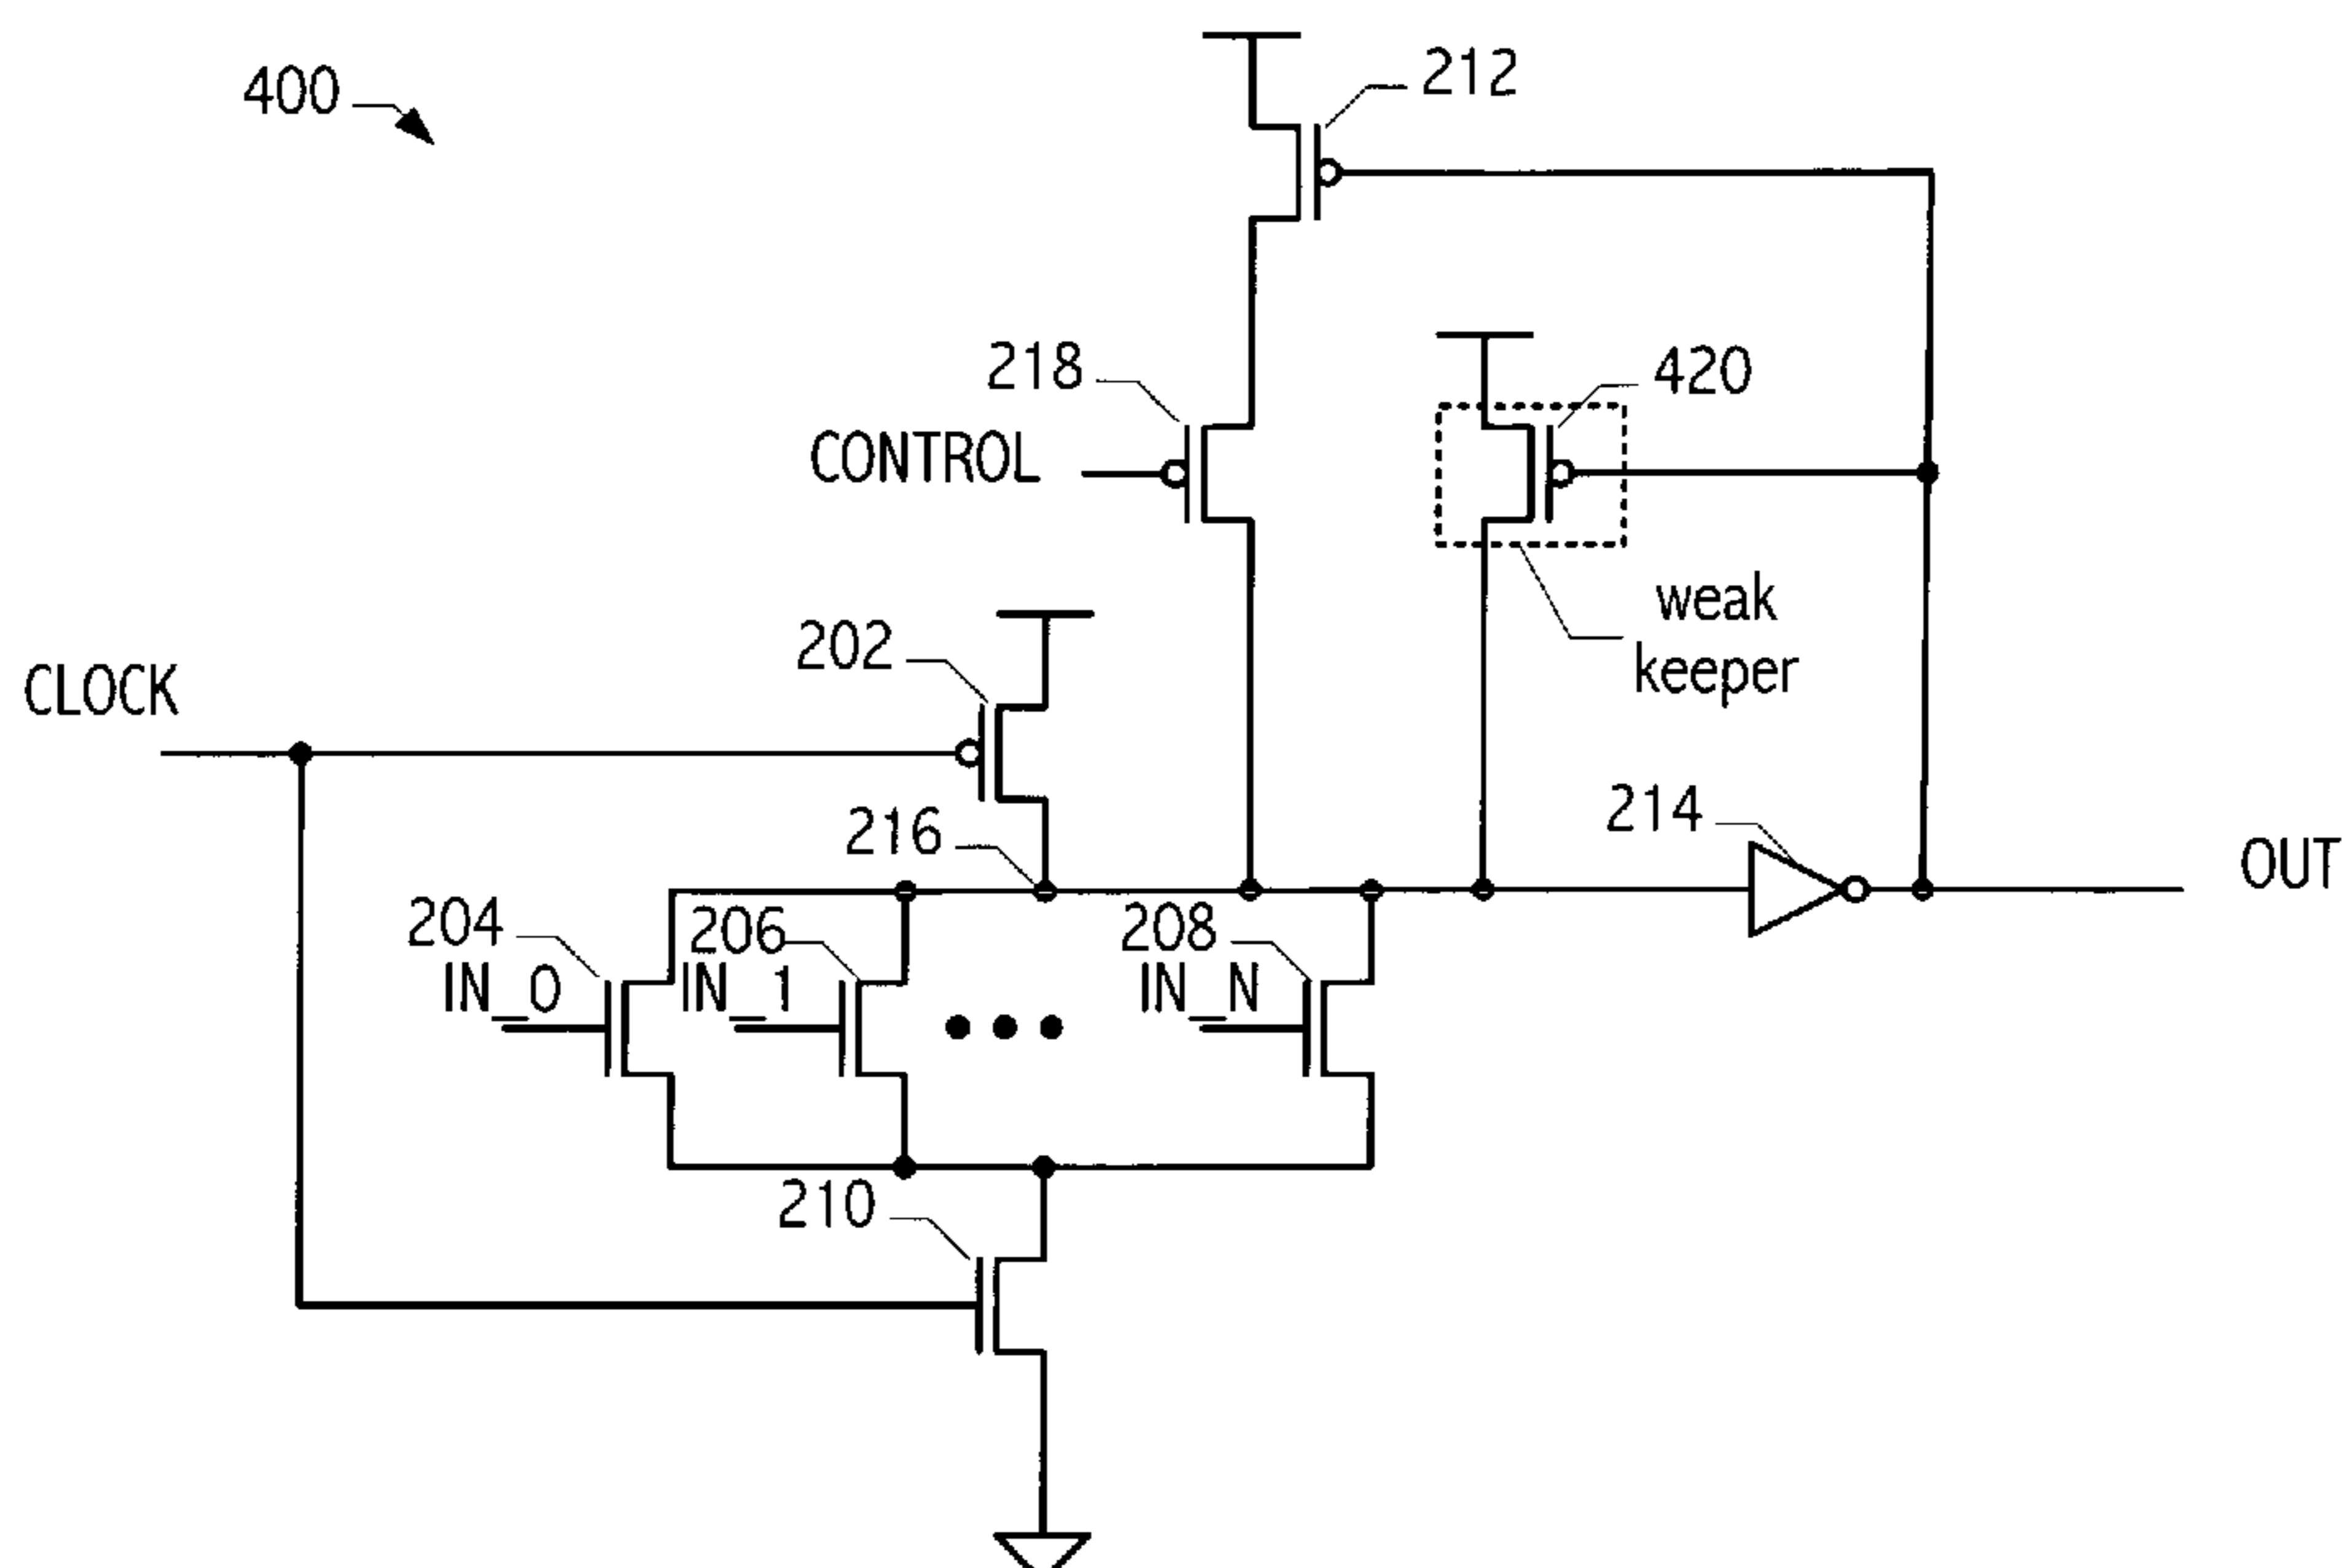 400
212
218
CONTROL
420
weak
keeper
202
CLOCK
216
214
OUT
204
IN_0
206
IN_1
208
IN_N
210